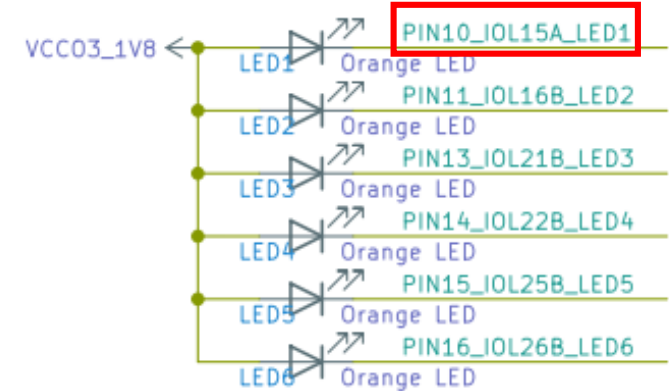 PIN10_IOL15A_LED1
VCCO3_1V8
LED1 Orange LED
PIN11_IOL16B_LED2
LED2 Orange LED
PIN13_IOL21B_LED3
LED3 Orange LED
PIN14_IOL22B_LED4
LED4 Orange LED
PIN15_IOL25B_LED5
LED5 Orange LED
PIN16_IOL26B_LED6
LED6 Orange LED